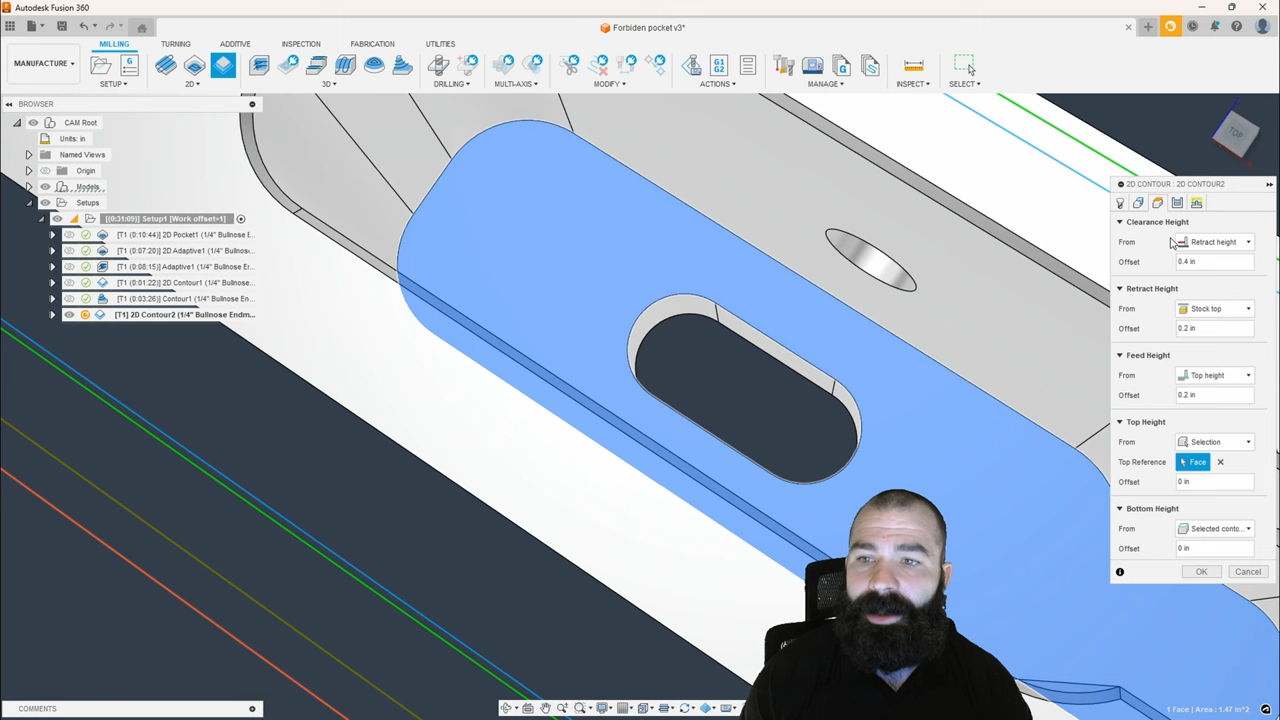 Autodesk Fusion 360
Forbiden pocket v3*
MANUFACTURE
MILLING TURNING ADDITIVE INSPECTION FABRICATION UTILITIES
SETUP 2D 3D DRILLING MULTI-AXIS MODIFY ACTIONS MANAGE INSPECT SELECT
BROWSER
CAM Root
Units: in
Named Views
Origin
Models
Setups
[(0:31:09)] Setup1 [Work offset=1]
[T1 (0:10:44) 2D Pocket1 (1/4" Bullnose E...
[T1 (0:07:20) 2D Adaptive1 (1/4" Bullnos...
[T1 (0:08:15) Adaptive1 (1/4" Bullnose En...
[T1 (0:01:22) 2D Contour1 (1/4" Bullnose...
[T1 (0:03:26) Contour1 (1/4" Bullnose En...
[T1] 2D Contour2 (1/4" Bullnose Endm...
TOP
2D CONTOUR : 2D CONTOUR2
Clearance Height
From Retract height
Offset 0.4 in
Retract Height
From Stock top
Offset 0.2 in
Feed Height
From Top height
Offset 0.2 in
Top Height
From Selection
Top Reference Face
Offset 0 in
Bottom Height
From Selected conto...
Offset 0 in
OK Cancel
COMMENTS
1 Face | Area : 1.47 in^2